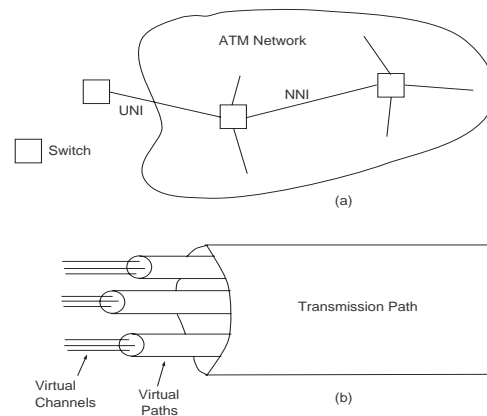 ATM Network
UNI
NNI
Switch
(a)
Transmission Path
Virtual
Channels
Virtual
Paths
(b)